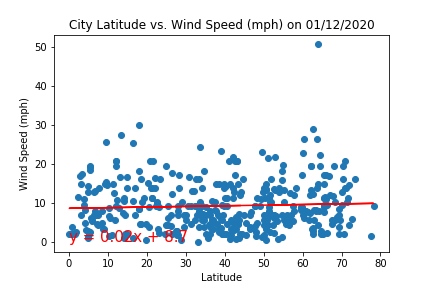 City Latitude vs. Wind Speed (mph) on 01/12/2020
Wind Speed (mph)
50
40
30
20
10
0
y = 0.02x + 8.7
0 10 20 30 40 50 60 70 80
Latitude